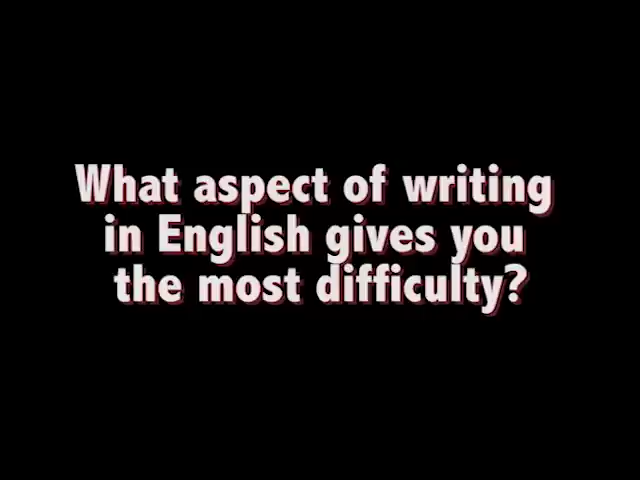 What aspect of writing
in English gives you
the most difficulty?